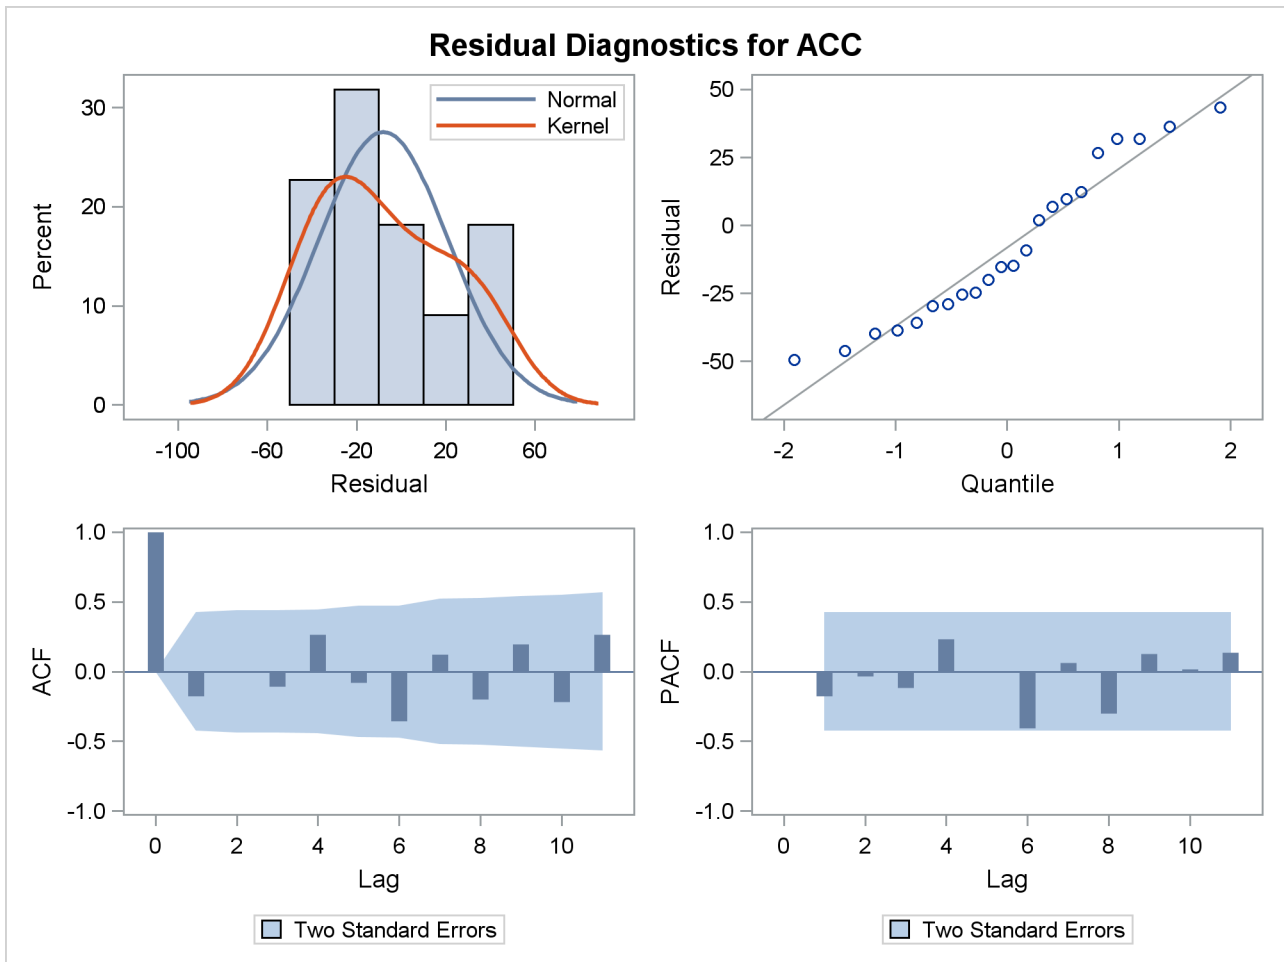 Residual Diagnostics for ACC
Normal
Kernel
30
20
10
0
Percent
-100 -60 -20 20 60
Residual
50
25
0
-25
-50
Residual
-2 -1 0 1 2
Quantile
1.0
0.5
0.0
-0.5
-1.0
ACF
0 2 4 6 8 10
Lag
Two Standard Errors
1.0
0.5
0.0
-0.5
-1.0
PACF
0 2 4 6 8 10
Lag
Two Standard Errors